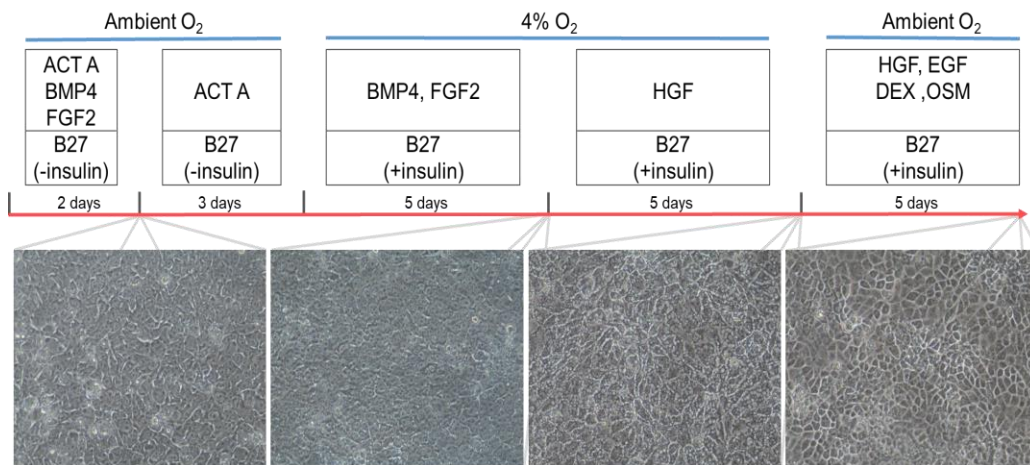 Ambient O2
4% O2
Ambient O2
ACT A
BMP4
FGF2
B27
(-insulin)
ACT A
B27
(-insulin)
BMP4, FGF2
B27
(+insulin)
HGF
B27
(+insulin)
HGF, EGF
DEX ,OSM
B27
(+insulin)
2 days
3 days
5 days
5 days
5 days